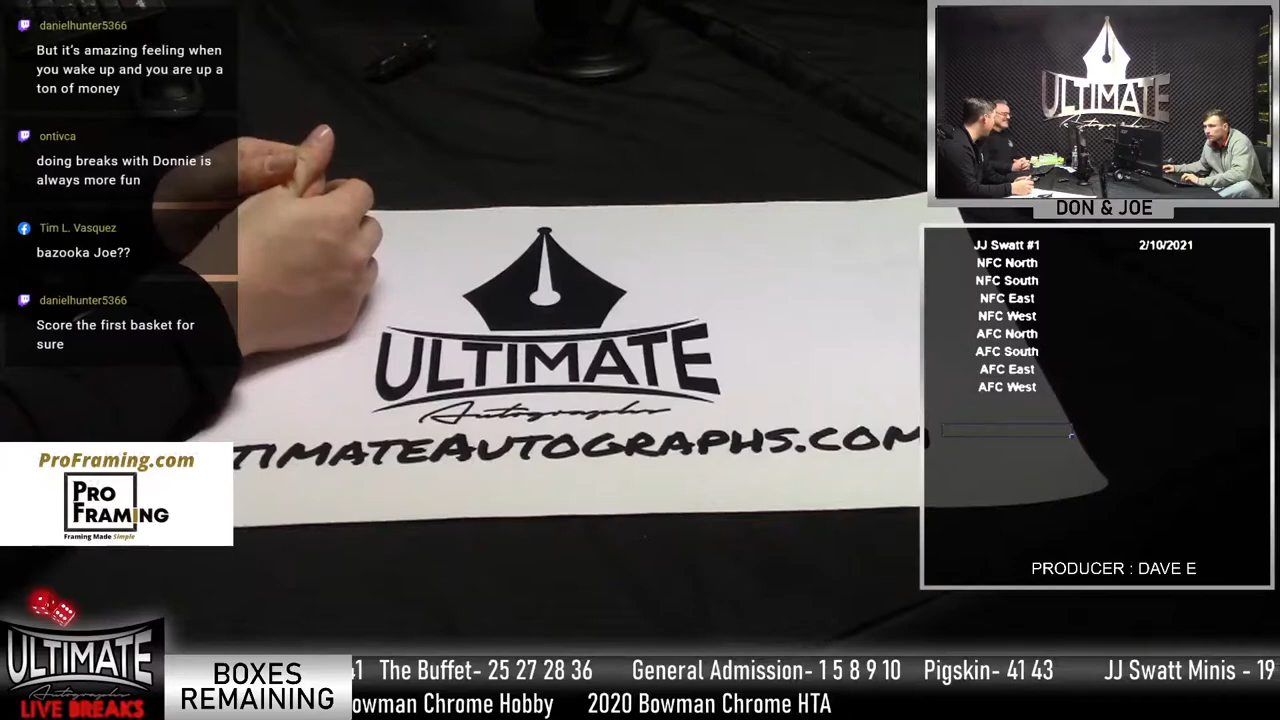 danielhunter5366
But it's amazing feeling when
you wake up and you are up a
ton of money
ontivca
doing breaks with Donnie is
always more fun
Tim L. Vasquez
bazooka Joe??
danielhunter5366
Score the first basket for
sure
ProFraming.com
PRO
FRAMING
Framing Made Simple
ULTIMATE
Autographs
TIMATEAUTOGRAPHS.COM
ULTIMATE
Autographs
DON & JOE
JJ Swatt #1 2/10/2021
NFC North
NFC South
NFC East
NFC West
AFC North
AFC South
AFC East
AFC West
PRODUCER : DAVE E
ULTIMATE
Autographs
LIVE BREAKS
BOXES
REMAINING
41 The Buffet- 25 27 28 36 General Admission- 1 5 8 9 10 Pigskin- 41 43 JJ Swatt Minis - 19
owman Chrome Hobby 2020 Bowman Chrome HTA